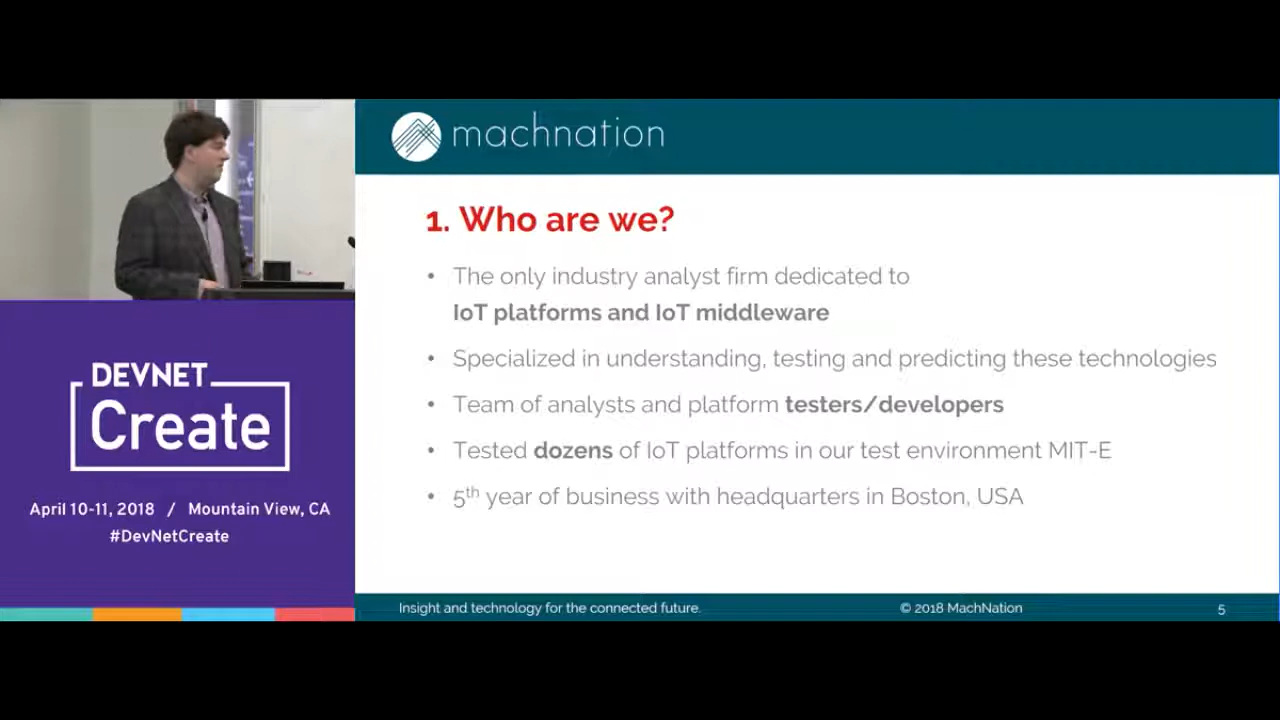 machnation
1. Who are we?
• The only industry analyst firm dedicated to
IoT platforms and IoT middleware
• Specialized in understanding, testing and predicting these technologies
• Team of analysts and platform testers/developers
• Tested dozens of IoT platforms in our test environment MIT-E
• 5th year of business with headquarters in Boston, USA
Insight and technology for the connected future.
© 2018 MachNation
5
DEVNET
Create
April 10-11, 2018 / Mountain View, CA
#DevNetCreate